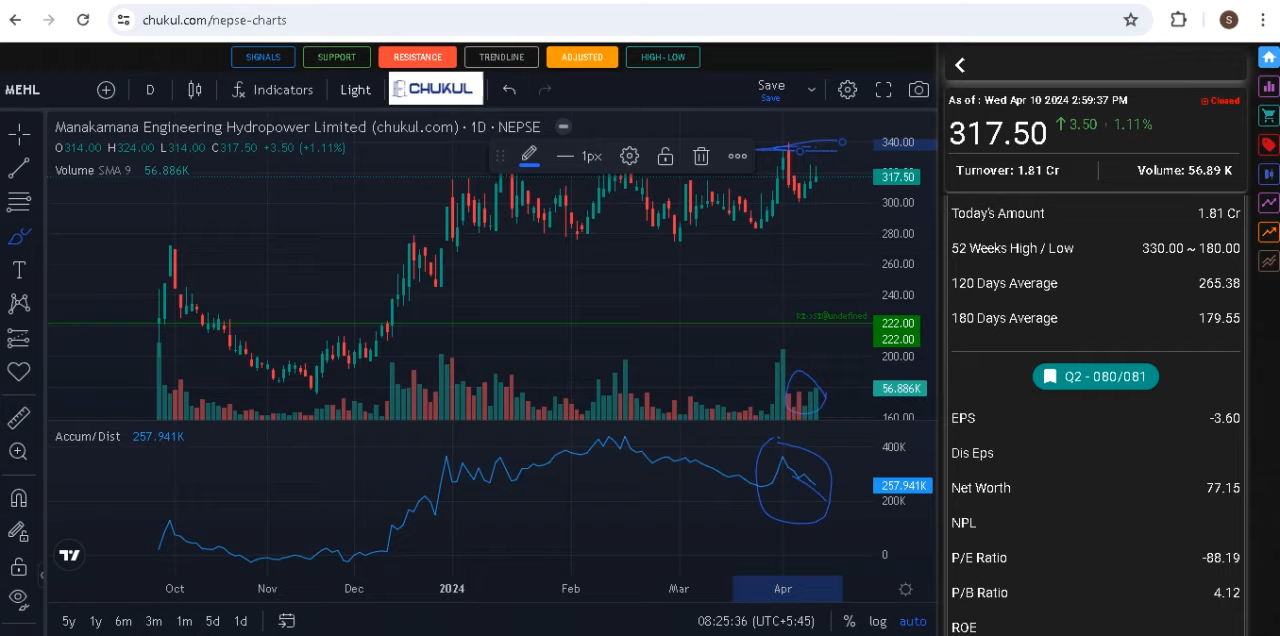 chukul.com/nepse-charts
S
SIGNALS
SUPPORT
RESISTANCE
TRENDLINE
ADJUSTED
HIGH-LOW
MEHL
D
Indicators
Light
CHUKUL
Save
Save
Manakamana Engineering Hydropower Limited (chukul.com) · 1D · NEPSE
O314.00 H324.00 L314.00 C317.50 +3.50 (+1.11%)
Volume SMA 9 56.886K
1px
340.00
317.50
300.00
280.00
260.00
240.00
222.00
222.00
200.00
56.886K
160.00
Accum/Dist 257.941K
400K
257.941K
200K
0
Oct
Nov
Dec
2024
Feb
Mar
Apr
5y 1y 6m 3m 1m 5d 1d
08:25:36 (UTC+5:45)
% log auto
As of : Wed Apr 10 2024 2:59:37 PM
Closed
317.50 ↑3.50 · 1.11%
Turnover: 1.81 Cr
Volume: 56.89 K
Today's Amount 1.81 Cr
52 Weeks High / Low 330.00 ~ 180.00
120 Days Average 265.38
180 Days Average 179.55
Q2 - 080/081
EPS -3.60
Dis Eps
Net Worth 77.15
NPL
P/E Ratio -88.19
P/B Ratio 4.12
ROE